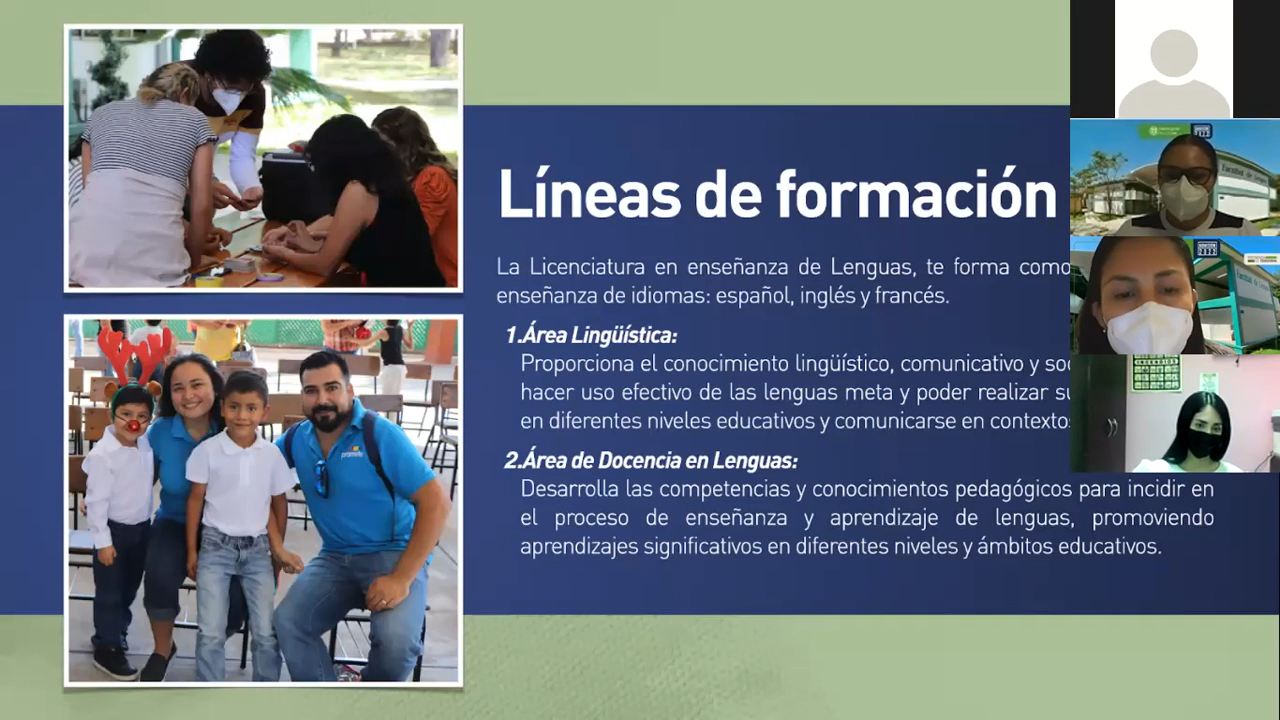 Líneas de formación
La Licenciatura en enseñanza de Lenguas, te forma como
enseñanza de idiomas: español, inglés y francés.
1.Área Lingüística:
Proporciona el conocimiento lingüístico, comunicativo y
hacer uso efectivo de las lenguas meta y poder realizar
en diferentes niveles educativos y comunicarse en
2.Área de Docencia en Lenguas:
Desarrolla las competencias y conocimientos pedagógicos para incidir en
el proceso de enseñanza y aprendizaje de lenguas, promoviendo
aprendizajes significativos en diferentes niveles y ámbitos educativos.